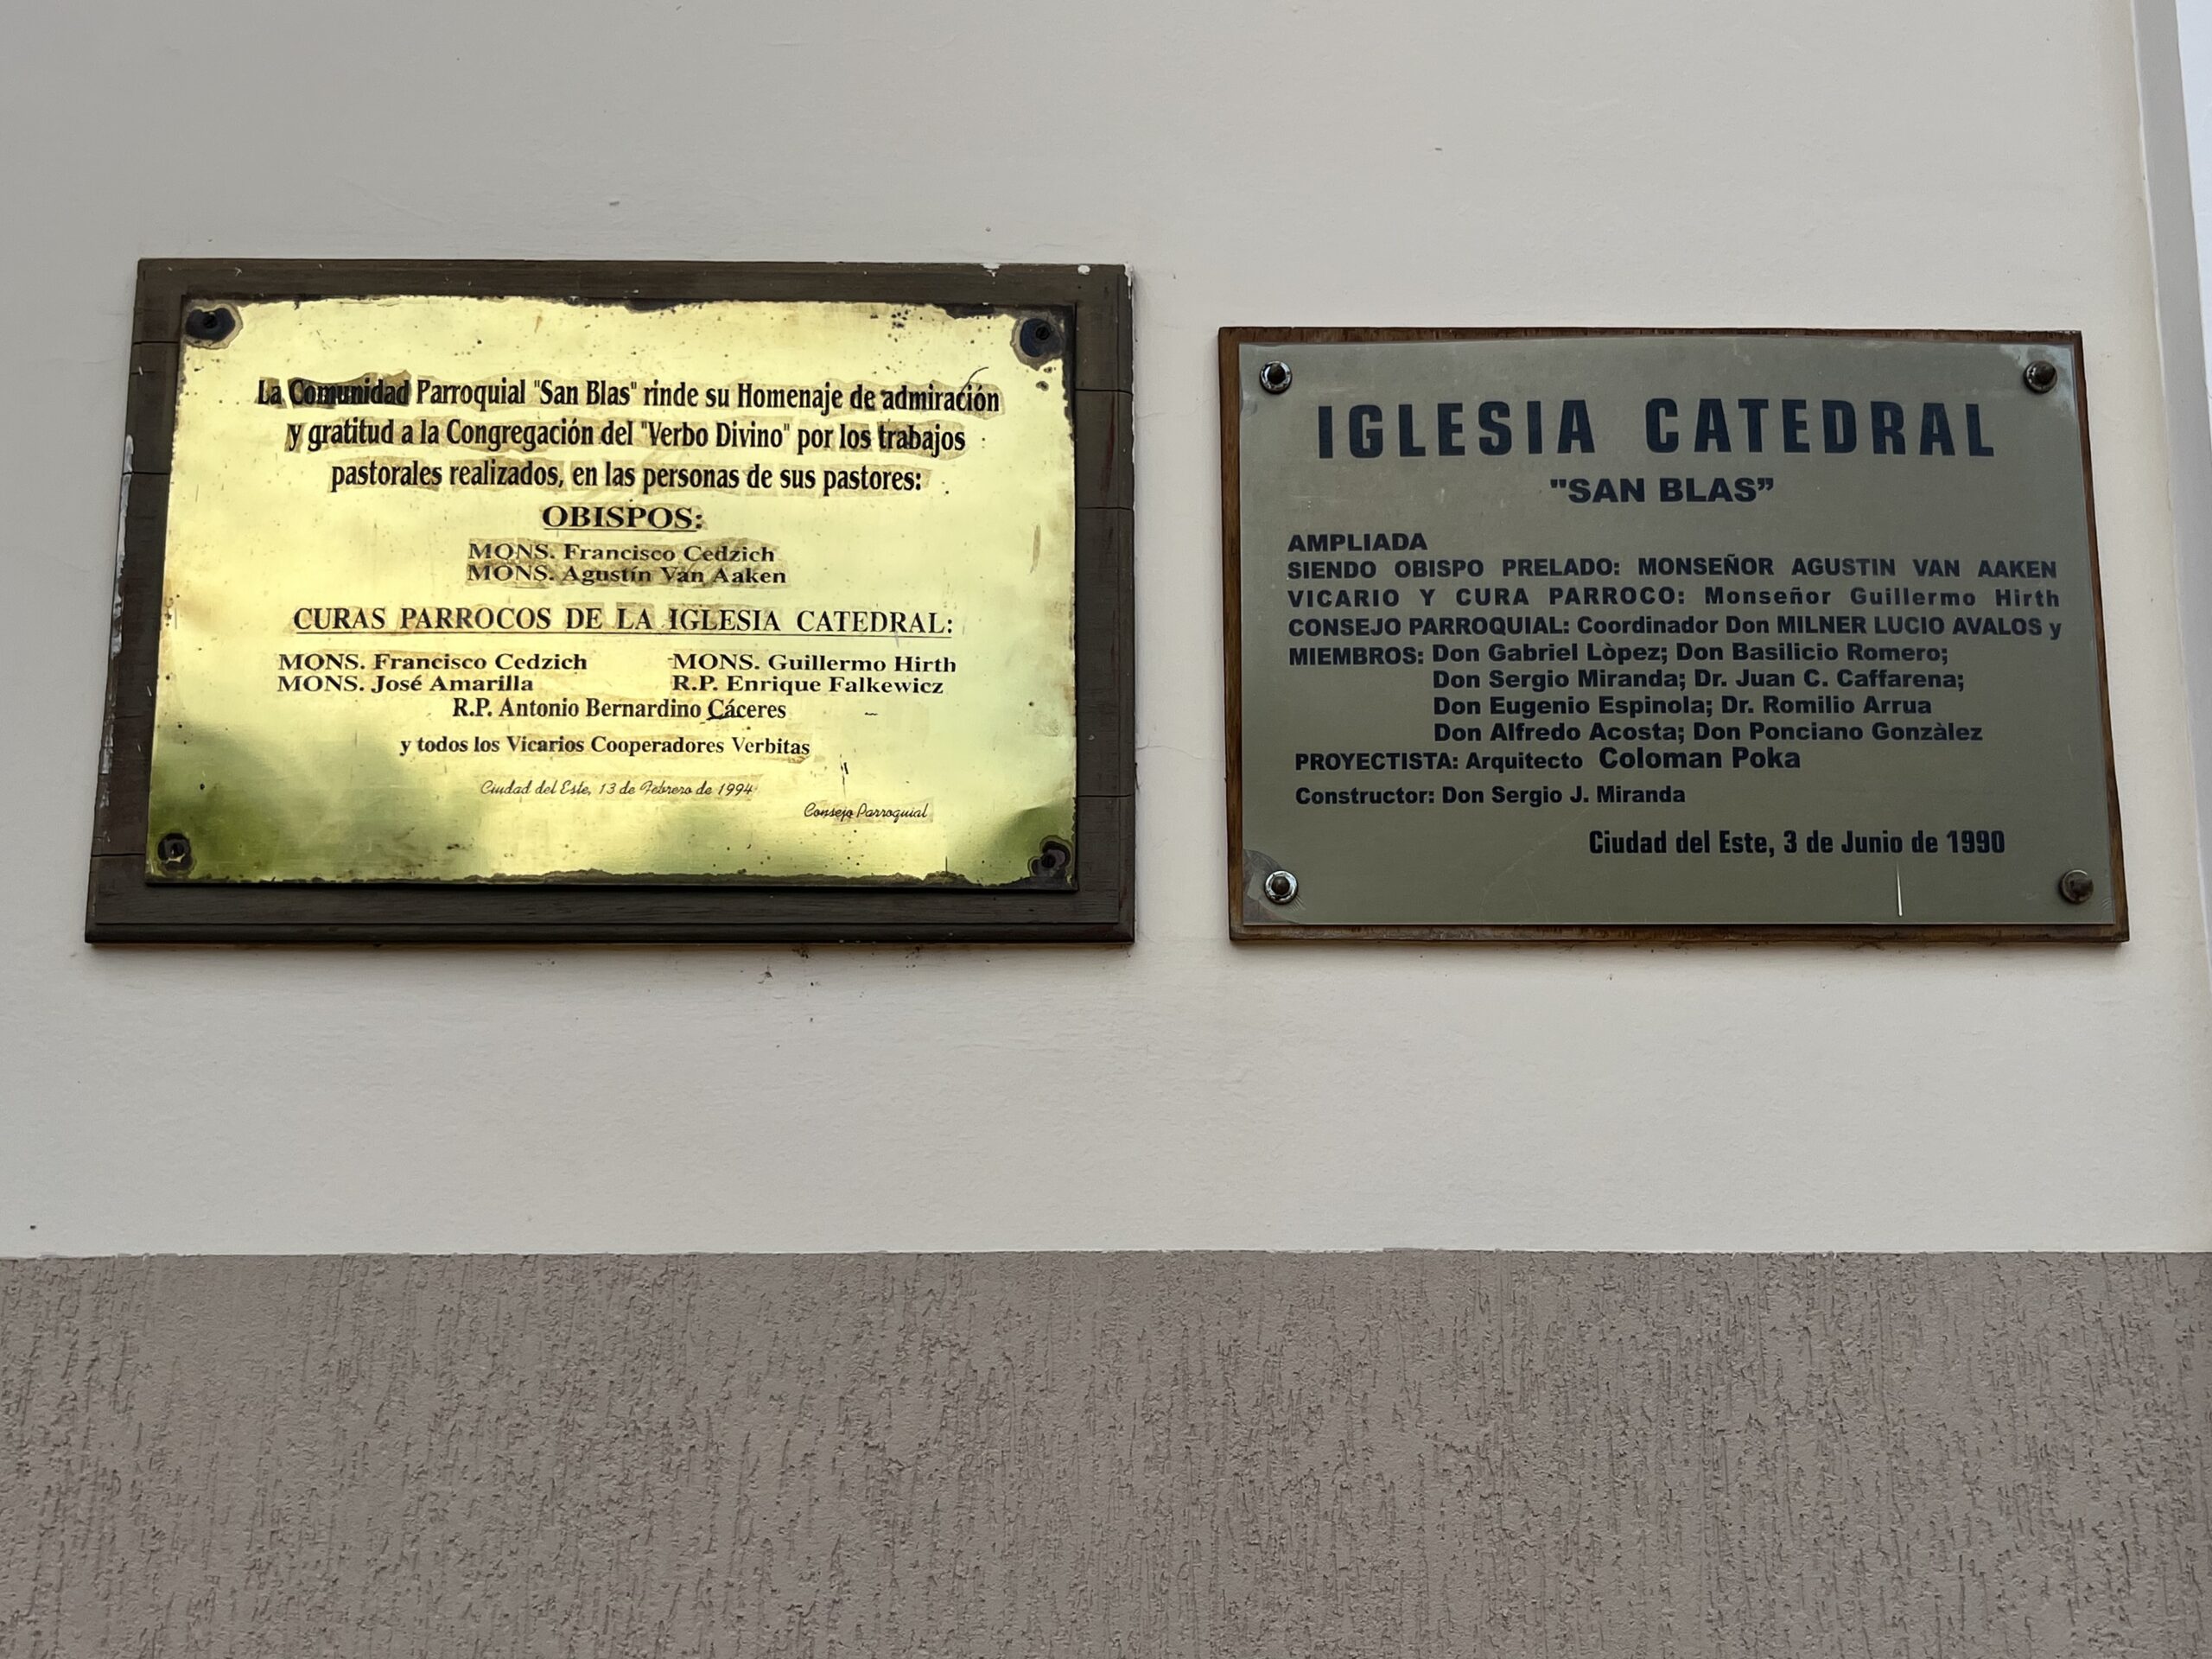 La Comunidad Parroquial "San Blas" rinde su Homenaje de admiración
y gratitud a la Congregación del "Verbo Divino" por los trabajos
pastorales realizados, en las personas de sus pastores:
OBISPOS:
MONS. Francisco Cedzich
MONS. Agustín Van Aaken
CURAS PARROCOS DE LA IGLESIA CATEDRAL:
MONS. Francisco Cedzich MONS. Guillermo Hirth
MONS. José Amarilla R.P. Enrique Falkewicz
R.P. Antonio Bernardino Cáceres
y todos los Vicarios Cooperadores Verbitas
Ciudad del Este, 13 de Febrero de 1994
Consejo Parroquial
IGLESIA CATEDRAL
"SAN BLAS”
AMPLIADA
SIENDO OBISPO PRELADO: MONSEÑOR AGUSTIN VAN AAKEN
VICARIO Y CURA PARROCO: Monseñor Guillermo Hirth
CONSEJO PARROQUIAL: Coordinador Don MILNER LUCIO AVALOS y
MIEMBROS: Don Gabriel Lòpez; Don Basilicio Romero;
Don Sergio Miranda; Dr. Juan C. Caffarena;
Don Eugenio Espinola; Dr. Romilio Arrua
Don Alfredo Acosta; Don Ponciano Gonzàlez
PROYECTISTA: Arquitecto Coloman Poka
Constructor: Don Sergio J. Miranda
Ciudad del Este, 3 de Junio de 1990